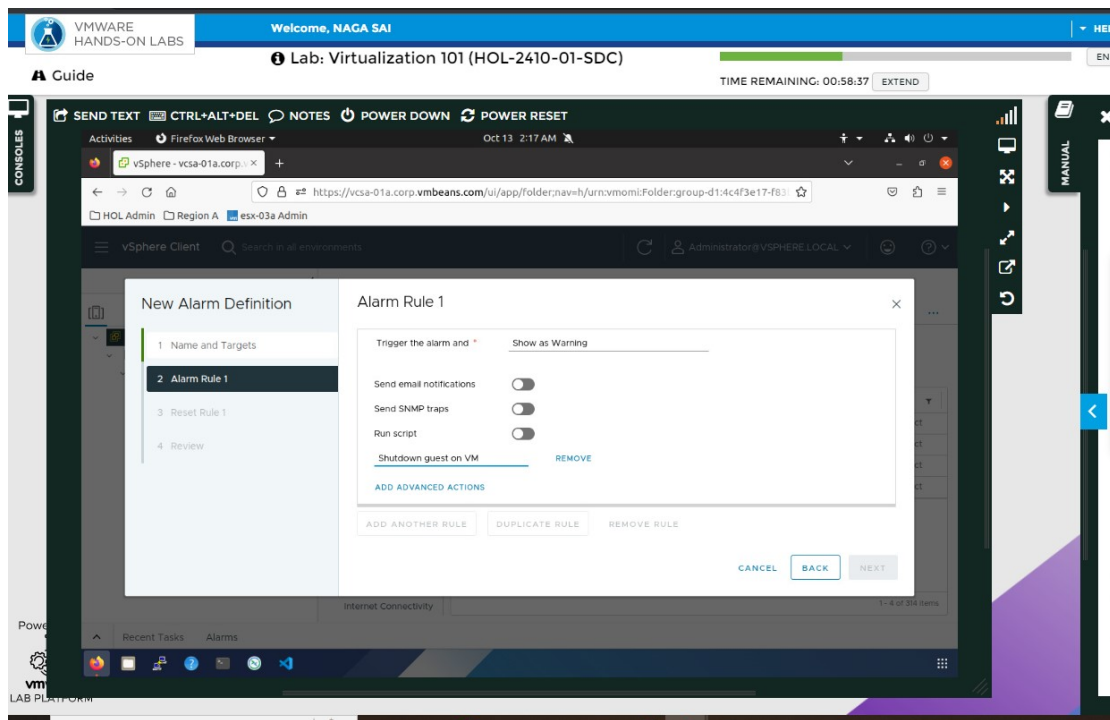 VMWARE
HANDS-ON LABS
Welcome, NAGA SAI
Guide
Lab: Virtualization 101 (HOL-2410-01-SDC)
TIME REMAINING: 00:58:37 EXTEND
CONSOLES
SEND TEXT CTRL+ALT+DEL NOTES POWER DOWN POWER RESET
MANUAL
Activities Firefox Web Browser Oct 13 2:17 AM
vSphere - vcsa-01a.corp.v
https://vcsa-01a.corp.vmbeans.com/ui/app/folder;nav=h/urn:vmomi:Folder:group-d1:4c4f3e17-f83
HOL Admin Region A esx-03a Admin
vSphere Client Search in all environments Administrator@VSPHERE.LOCAL
New Alarm Definition
1 Name and Targets
2 Alarm Rule 1
3 Reset Rule 1
4 Review
Alarm Rule 1
Trigger the alarm and * Show as Warning
Send email notifications
Send SNMP traps
Run script
Shutdown guest on VM REMOVE
ADD ADVANCED ACTIONS
ADD ANOTHER RULE DUPLICATE RULE REMOVE RULE
CANCEL BACK NEXT
Internet Connectivity 1 - 4 of 314 items
Recent Tasks Alarms
LAB PLATFORM